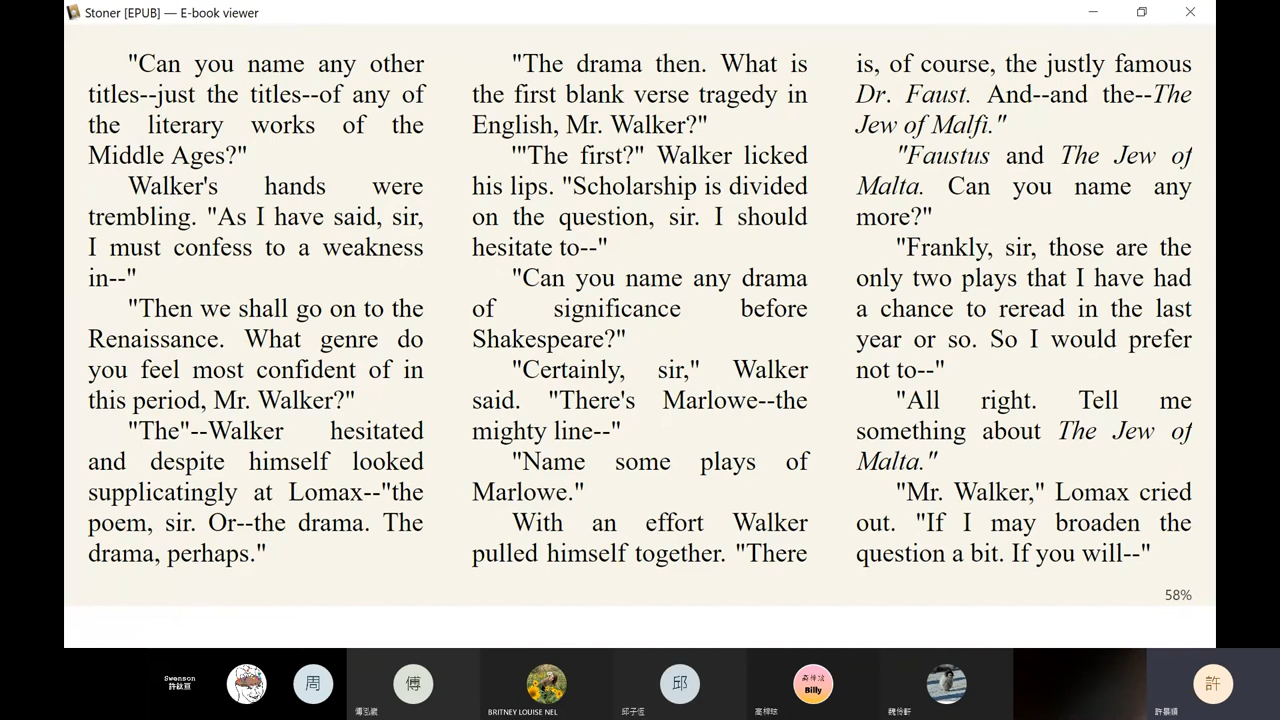 Stoner [EPUB] — E-book viewer
"Can you name any other
titles--just the titles--of any of
the literary works of the
Middle Ages?"
Walker's hands were
trembling. "As I have said, sir,
I must confess to a weakness
in--"
"Then we shall go on to the
Renaissance. What genre do
you feel most confident of in
this period, Mr. Walker?"
"The"--Walker hesitated
and despite himself looked
supplicatingly at Lomax--"the
poem, sir. Or--the drama. The
drama, perhaps."
"The drama then. What is
the first blank verse tragedy in
English, Mr. Walker?"
'"The first?" Walker licked
his lips. "Scholarship is divided
on the question, sir. I should
hesitate to--"
"Can you name any drama
of significance before
Shakespeare?"
"Certainly, sir," Walker
said. "There's Marlowe--the
mighty line--"
"Name some plays of
Marlowe."
With an effort Walker
pulled himself together. "There
is, of course, the justly famous
Dr. Faust. And--and the--The
Jew of Malfi."
"Faustus and The Jew of
Malta. Can you name any
more?"
"Frankly, sir, those are the
only two plays that I have had
a chance to reread in the last
year or so. So I would prefer
not to--"
"All right. Tell me
something about The Jew of
Malta."
"Mr. Walker," Lomax cried
out. "If I may broaden the
question a bit. If you will--"
58%
Swenson
周
傅
BRITNEY LOUISE NEL
邱
邱子恆
Billy
許